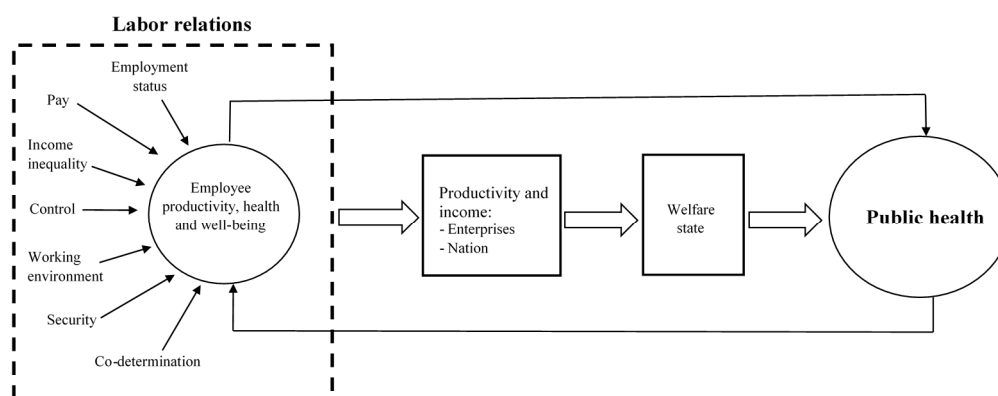 Labor relations
Employment
status
Pay
Income
inequality
Control
Working
environment
Security
Co-determination
Employee
productivity, health
and well-being
Productivity and
income:
- Enterprises
- Nation
Welfare
state
Public health